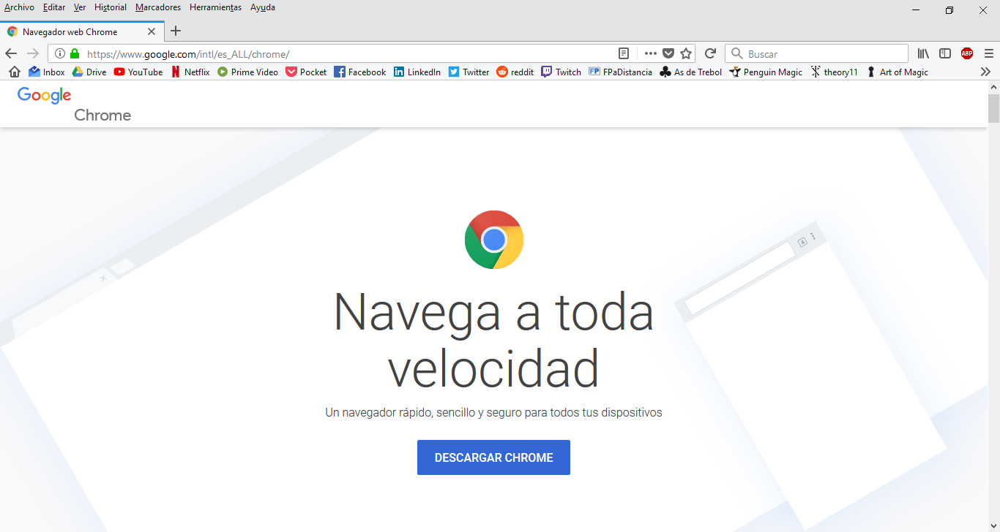 Archivo Editar Ver Historial Marcadores Herramientas Ayuda
Navegador web Chrome
https://www.google.com/intl/es_ALL/chrome/ Buscar
Inbox Drive YouTube Netflix Prime Video Pocket Facebook LinkedIn Twitter reddit Twitch FP FPaDistancia As de Trebol Penguin Magic theory11 Art of Magic
ABP
Google
Chrome
4
Navega a toda
velocidad
Un navegador rápido, sencillo y seguro para todos tus dispositivos
DESCARGAR CHROME